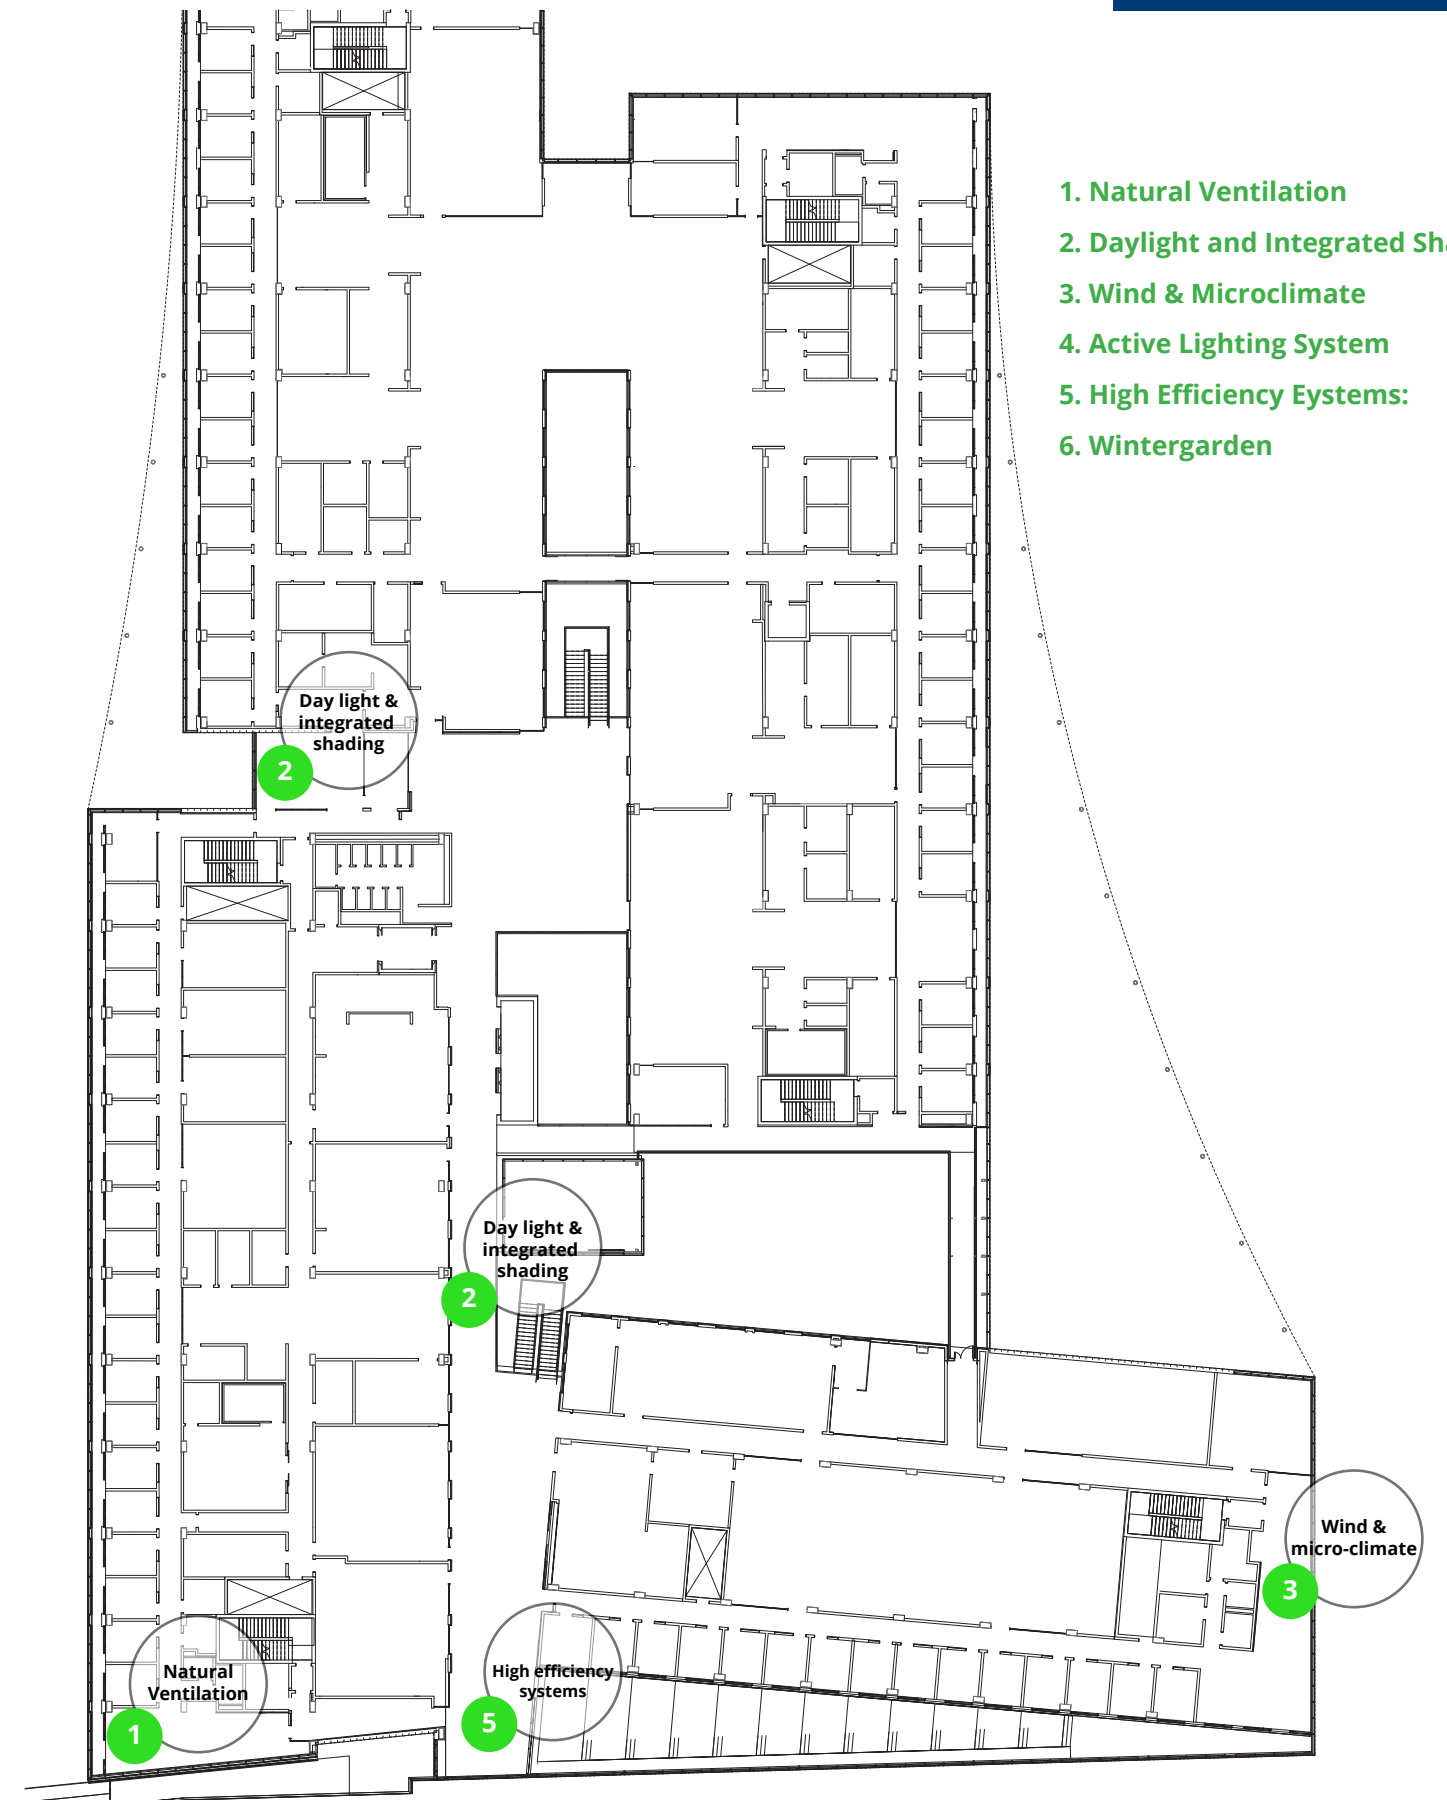 1. Natural Ventilation
2. Daylight and Integrated
3. Wind & Microclimate
4. Active Lighting System
5. High Efficiency Eystems:
6. Wintergarden
Day light &
integrated
shading
2
Day light &
integrated
shading
2
Wind &
micro-climate
3
Natural
Ventilation
1
High efficiency
systems
5